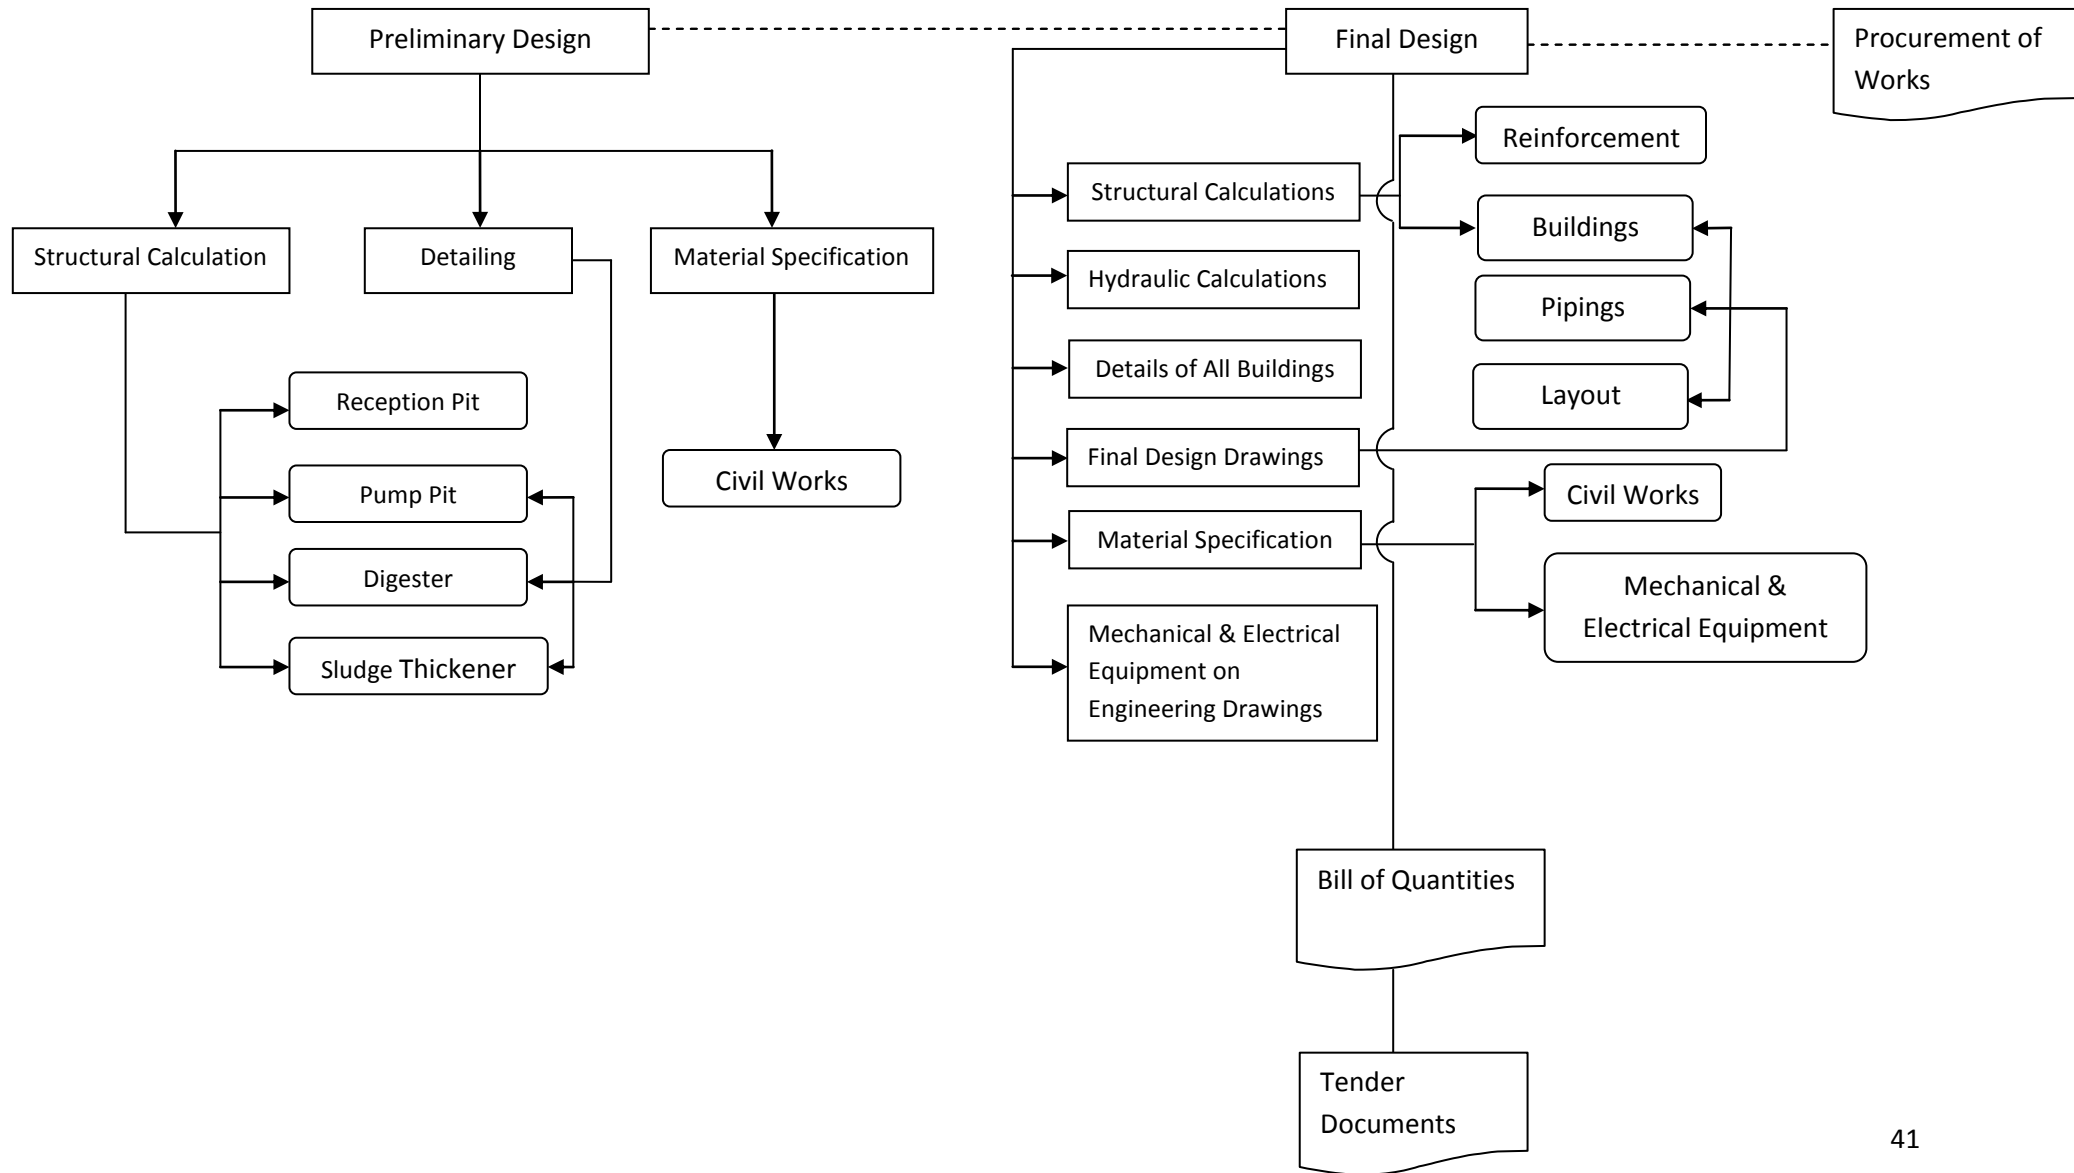 Preliminary Design
Final Design
Procurement of
Works
Structural Calculation
Detailing
Material Specification
Reception Pit
Pump Pit
Digester
Sludge Thickener
Civil Works
Structural Calculations
Hydraulic Calculations
Details of All Buildings
Final Design Drawings
Material Specification
Mechanical & Electrical
Equipment on
Engineering Drawings
Reinforcement
Buildings
Pipings
Layout
Civil Works
Mechanical &
Electrical Equipment
Bill of Quantities
Tender
Documents
41